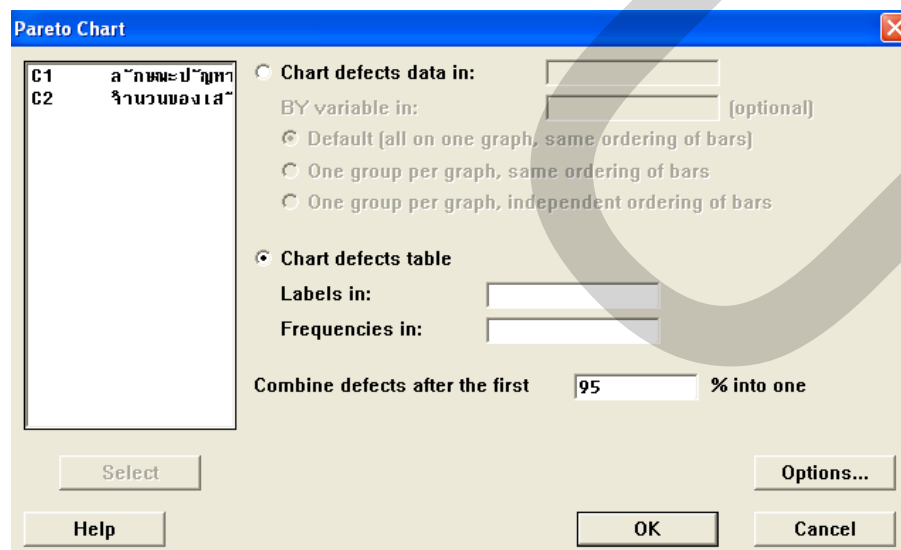 Pareto Chart
C1 ลักษณะปัญหา
C2 จำนวนของเสี
Chart defects data in:
BY variable in: (optional)
Default (all on one graph, same ordering of bars)
One group per graph, same ordering of bars
One group per graph, independent ordering of bars
Chart defects table
Labels in:
Frequencies in:
Combine defects after the first 95 % into one
Select
Options...
Help
OK
Cancel